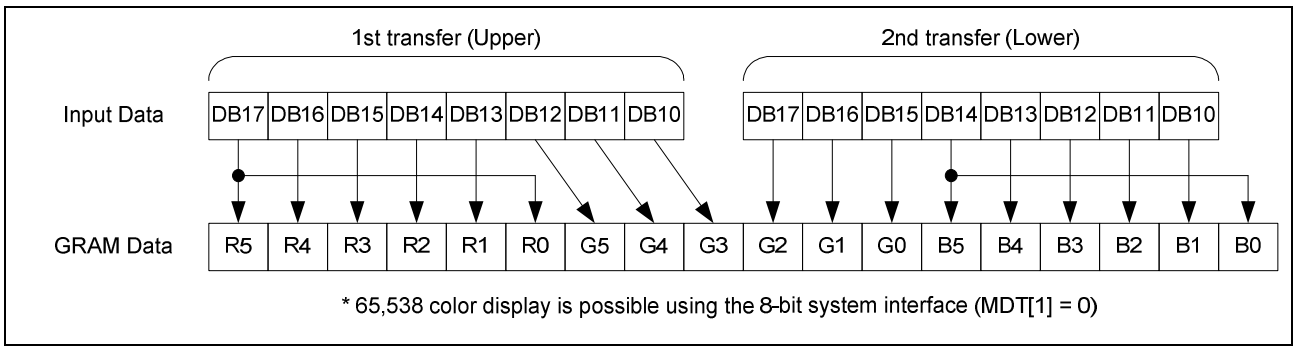 1st transfer (Upper) 2nd transfer (Lower)
Input Data DB17 DB16 DB15 DB14 DB13 DB12 DB11 DB10 DB17 DB16 DB15 DB14 DB13 DB12 DB11 DB10
GRAM Data R5 R4 R3 R2 R1 R0 G5 G4 G3 G2 G1 G0 B5 B4 B3 B2 B1 B0
* 65,538 color display is possible using the 8-bit system interface (MDT[1] = 0)